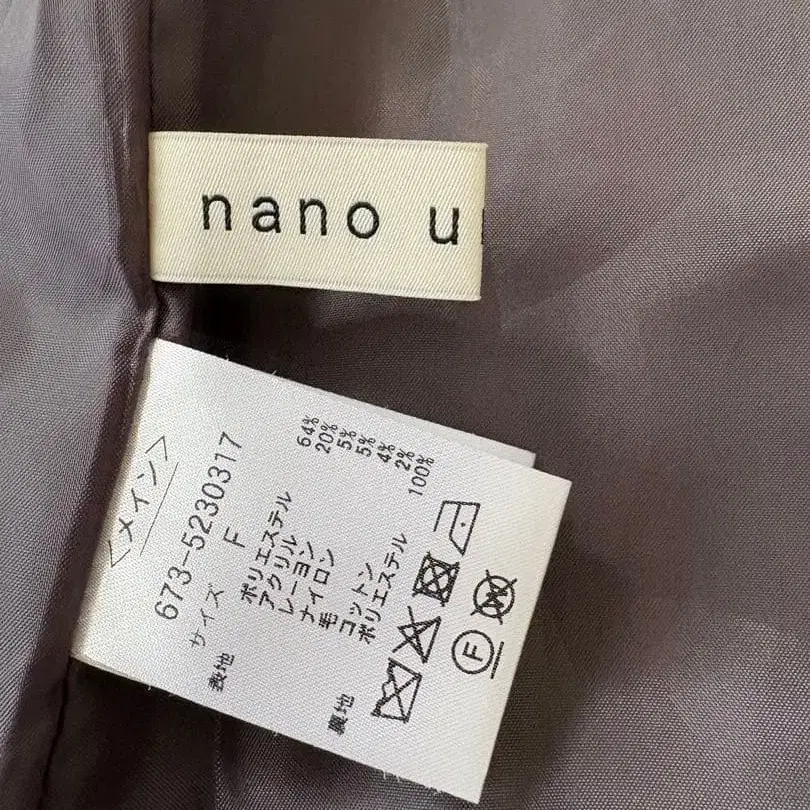 nano u
<メイン>
673-5230317
サイズ F
表地 ポリエステル 64%
アクリル 20%
レーヨン 5%
ナイロン 5%
毛 4%
コットン 2%
裏地 ポリエステル 100%
F
W